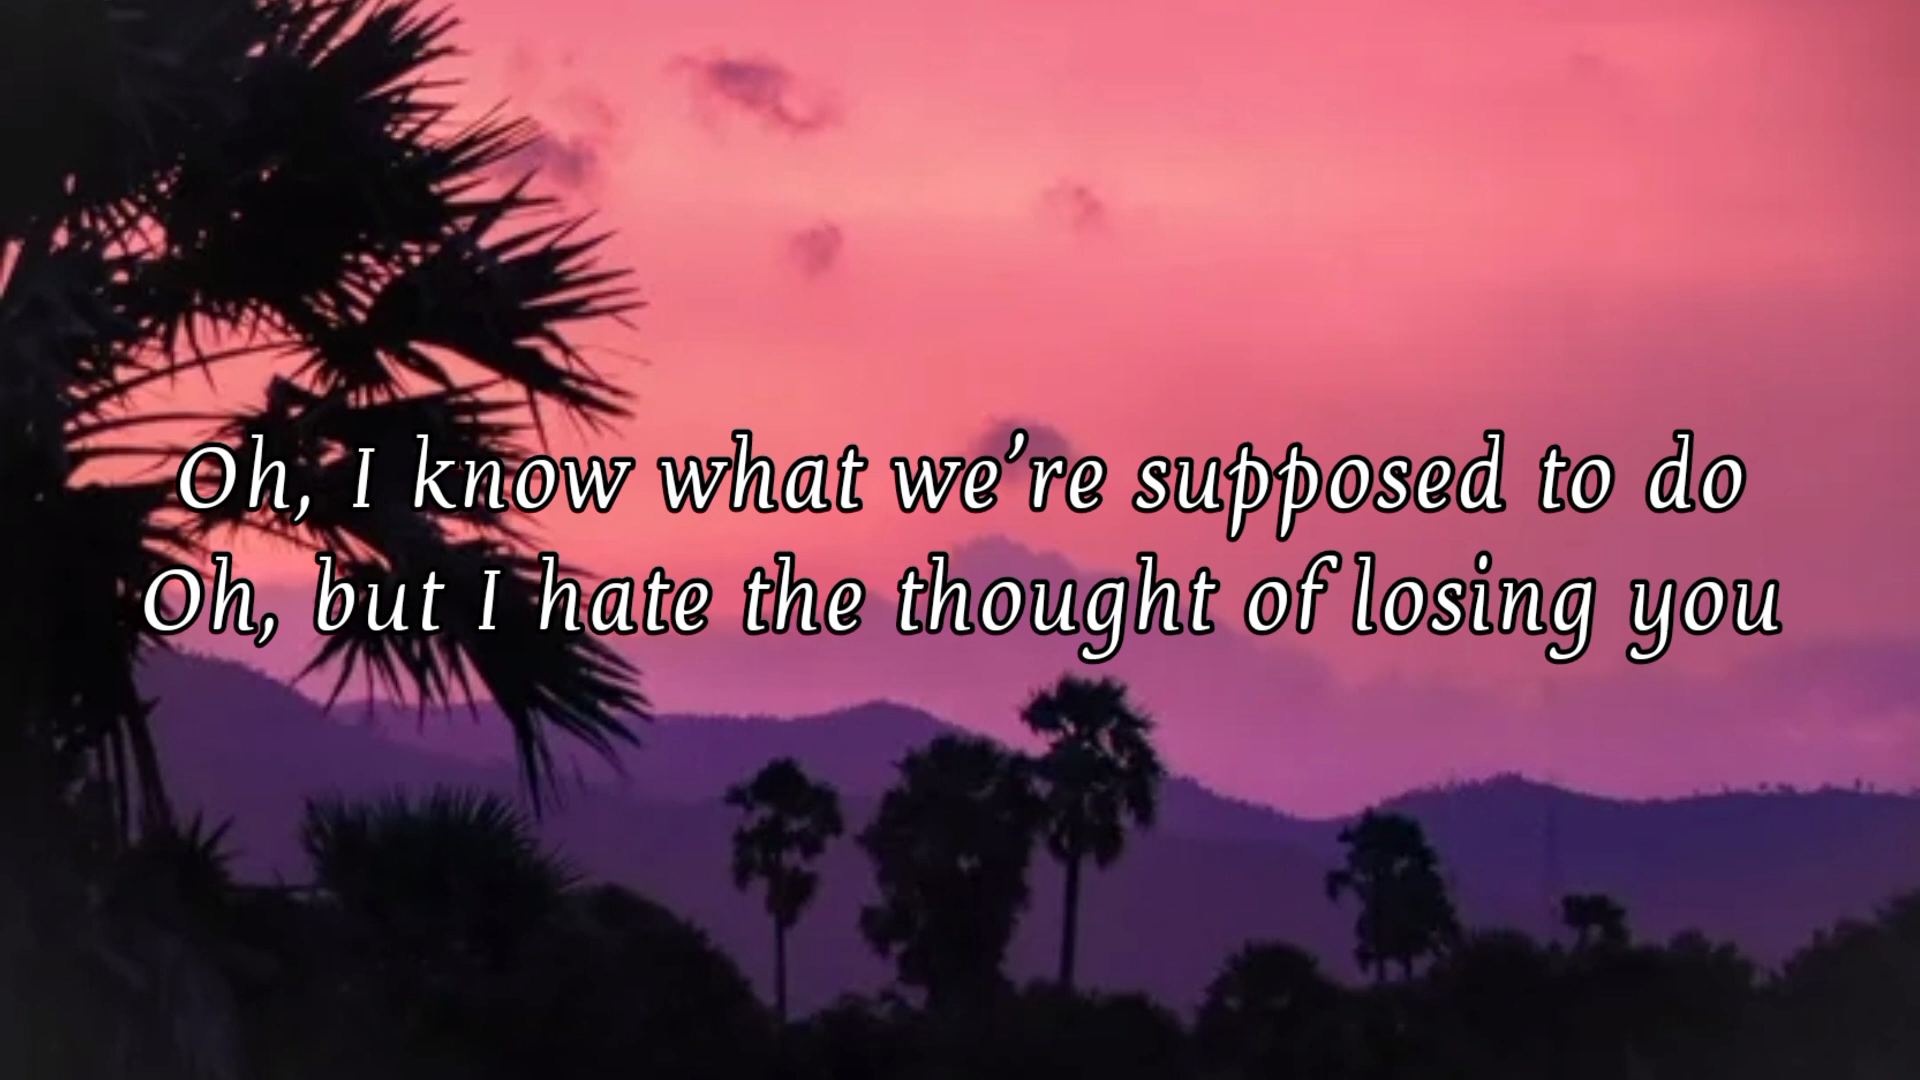 Oh, I know what we’re supposed to do
Oh, but I hate the thought of losing you